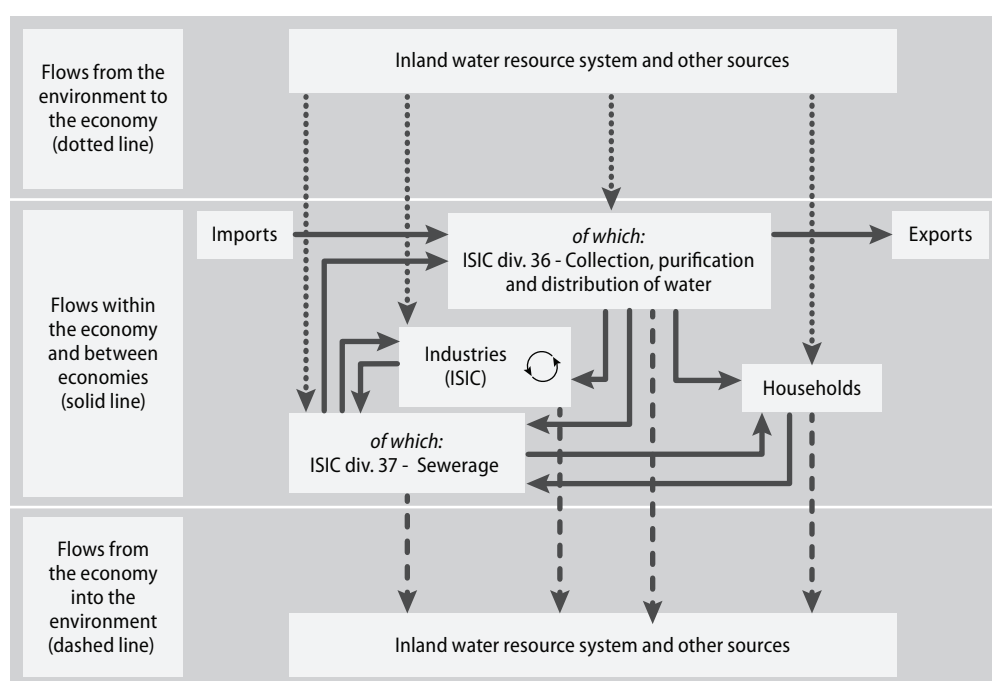 Flows from the
environment to
the economy
(dotted line)
Inland water resource system and other sources
Flows within
the economy
and between
economies
(solid line)
Imports
of which:
ISIC div. 36 - Collection, purification
and distribution of water
Exports
Industries
(ISIC)
Households
of which:
ISIC div. 37 - Sewerage
Flows from
the economy
into the
environment
(dashed line)
Inland water resource system and other sources